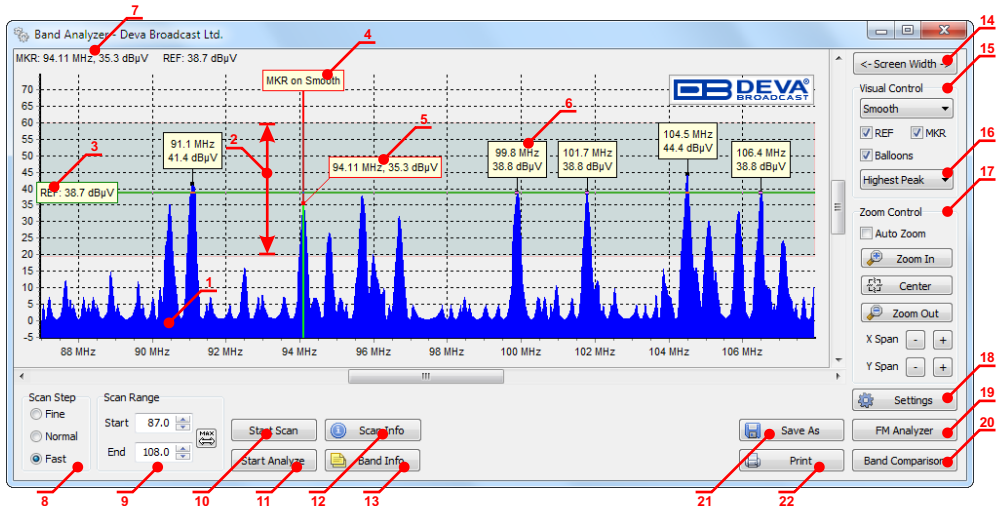 7
14
Band Analyzer - Deva Broadcast Ltd.
4
15
MKR: 94.11 MHz, 35.3 dBµV REF: 38.7 dBµV
<- Screen Width ->
MKR on Smooth
DEVA
BROADCAST
Visual Control
Smooth
70
65
60
55
50
45
40
35
30
25
20
15
10
5
0
-5
2
5
6
3
1
91.1 MHz
41.4 dBµV
REF: 38.7 dBµV
94.11 MHz, 35.3 dBµV
99.8 MHz
38.8 dBµV
101.7 MHz
38.8 dBµV
104.5 MHz
44.4 dBµV
106.4 MHz
38.8 dBµV
88 MHz
90 MHz
92 MHz
94 MHz
96 MHz
98 MHz
100 MHz
102 MHz
104 MHz
106 MHz
REF MKR
16
Balloons
Highest Peak
17
Zoom Control
Auto Zoom
Zoom In
Center
Zoom Out
X Span - +
Y Span - +
18
Settings
19
FM Analyzer
20
Band Comparison
Scan Step
Fine
Normal
Fast
Scan Range
Start 87.0
End 108.0
MAX
Start Scan
Scan Info
Start Analyze
Band Info
Save As
Print
8
9
10
11
12
13
21
22